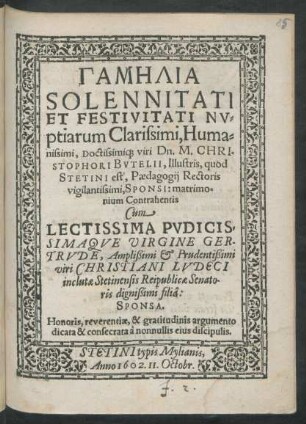 15
ΓΑΜΗΛΙΑ
SOLENNITATI
ET FESTIVITATI NV-
ptiarum Clarissimi, Huma-
nissimi, Doctissimiq; viri Dn. M. CHRI-
STOPHORI BVTELII, Illustris, quod
STETINI est, Pædagogij Rectoris
vigilantissimi, SPONSI: matrimo-
nium Contrahentis
Cum
LECTISSIMA PVDICIS-
SIMAQVE VIRGINE GER-
TRVDE, Amplissimi & Prudentissimi
viri CHRISTIANI LVDECI
inclutæ Stetinensis Reipublicæ Senato-
ris dignissimi filiâ:
SPONSA.
Honoris, reverentiæ, & gratitudinis argumento
dicata & consecrata à nonnullis eius discipulis.
STETINI typis Mylianis,
Anno 1602. 11. Octobr.